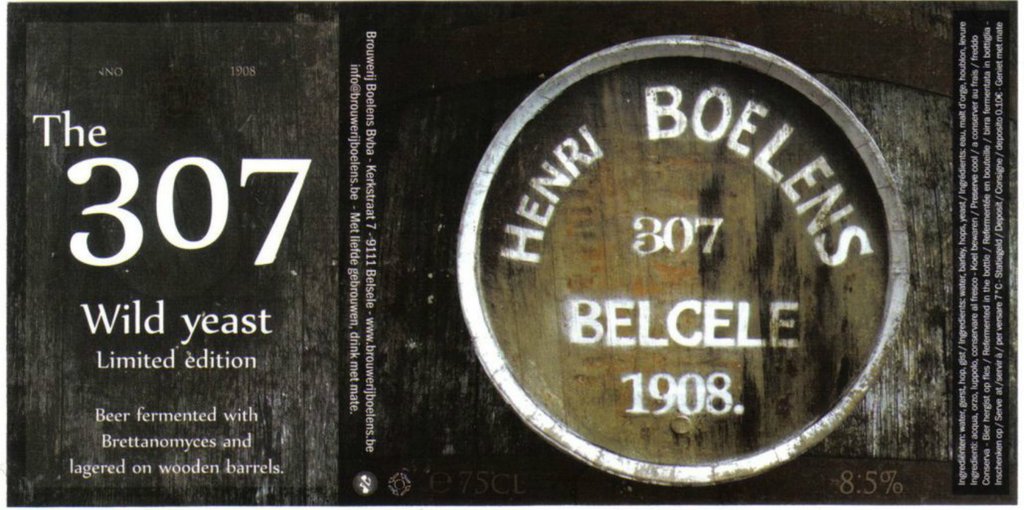 NNO 1908
The
307
Wild yeast
Limited èdition
Beer fermented with
Brettanomyces and
lagered on wooden barrels.
Brouwerij Boelens Bvba - Kerkstraat 7 - 9111 Belsele - www.brouwerijboelens.be
info@brouwerijboelens.be - Met liefde gebrouwen, drink met mate.
HENRI BOELENS
307
BELCELE
1908.
e 75CL
8.5%
Ingrediënten: water, gerst, hop, gist / Ingredients: water, barley, hops, yeast / Ingrédients: eau, malt d'orge, houblon, levure
Ingredienti: acqua, orzo, luppolo, conservare al fresco - Koel bewaren / Preserve cool / a conserver au frais / freddo
Conserva - Bier hergist op fles / Refermented in the bottle / Refermentée en bouteille / birra fermentata in bottiglia -
Inschenken op / Serve at / servir à / per versare 7°C - Statiegeld / Deposit / Consigne / deposito 0.10€ - Geniet met mate